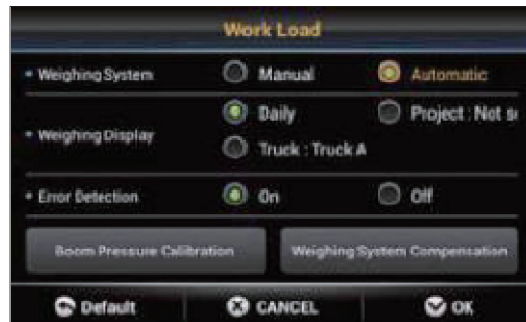 Work Load
Weighing System Manual Automatic
Daily Project : Not
Weighing Display
Truck : Truck A
Error Detection On Off
Boom Pressure Calibration Weighing System Compensation
Default CANCEL OK